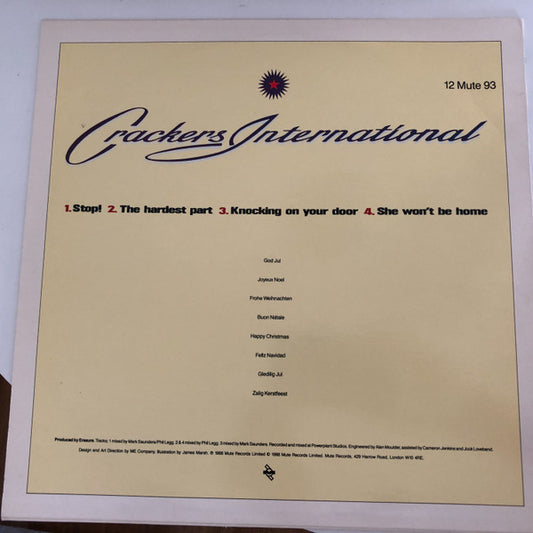 12 Mute 93
Crackers International
1. Stop! 2. The hardest part 3. Knocking on your door 4. She won't be home
God Jul
Joyeux Noel
Frohe Weihnachten
Buon Natale
Happy Christmas
Feliz Navidad
Gledilig Jul
Zalig Kerstfeest
Produced by Erasure. Tracks; 1 mixed by Mark Saunders/Phil Legg. 2 & 4 mixed by Phil Legg. 3 mixed by Mark Saunders. Recorded and mixed at Powerplant Studios. Engineered by Alan Moulder, assisted by Cameron Jenkins and Jock Loveband.
Design and Art Direction by ME Company. Illustration by James Marsh. ℗ 1988 Mute Records Limited © 1988 Mute Records Limited. Mute Records, 429 Harrow Road, London W10 4RE.